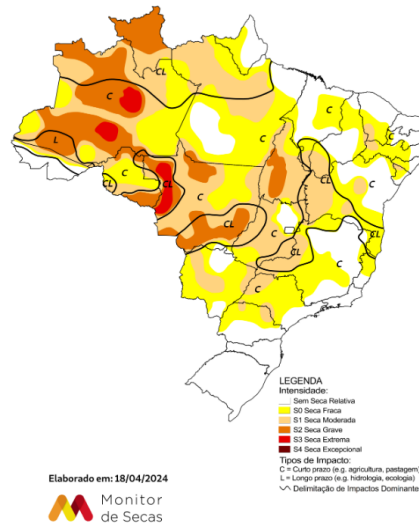 CL
C
C
L
C
CL
CL
C
C
CL
C
CL
C
CL
C
CL
CL
C
C
C
LEGENDA
Intensidade:
Sem Seca Relativa
S0 Seca Fraca
S1 Seca Moderada
S2 Seca Grave
S3 Seca Extrema
S4 Seca Excepcional
Tipos de Impacto:
C = Curto prazo (e.g. agricultura, pastagem)
L = Longo prazo (e.g. hidrologia, ecologia)
Delimitação de Impactos Dominantes
Elaborado em: 18/04/2024
Monitor
de Secas